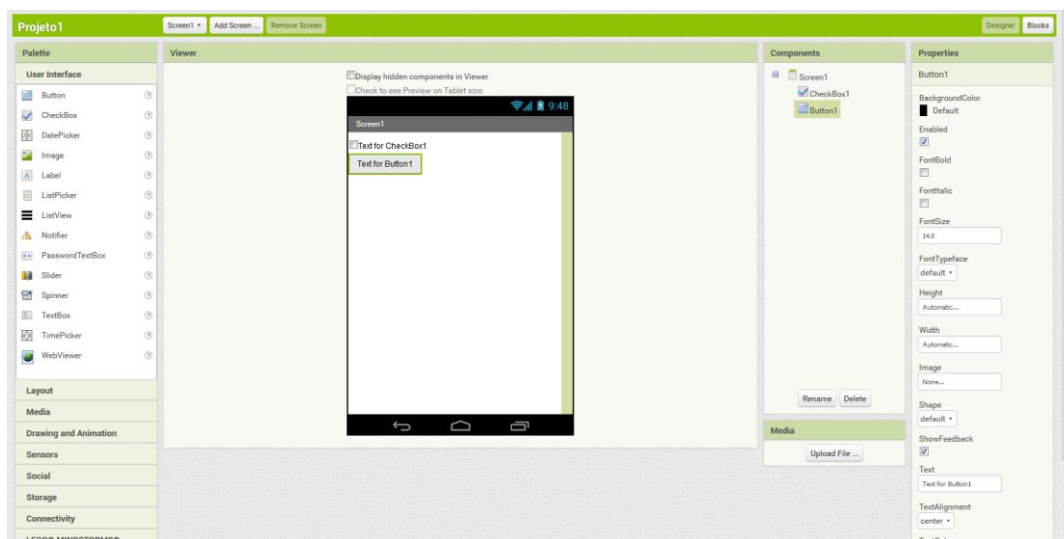 Projeto1
Screen1
Add Screen ...
Remove Screen
Designer
Blocks
Palette
User Interface
Button
CheckBox
DatePicker
Image
Label
ListPicker
ListView
Notifier
PasswordTextBox
Slider
Spinner
TextBox
TimePicker
WebViewer
Layout
Media
Drawing and Animation
Sensors
Social
Storage
Connectivity
LEGO® MINDSTORMS®
Viewer
Display hidden components in Viewer
Check to see Preview on Tablet size.
9:48
Screen1
Text for CheckBox1
Text for Button1
Components
Screen1
CheckBox1
Button1
Rename
Delete
Media
Upload File ...
Properties
Button1
BackgroundColor
Default
Enabled
FontBold
FontItalic
FontSize
14.0
FontTypeface
default
Height
Automatic...
Width
Automatic...
Image
None...
Shape
default
ShowFeedback
Text
Text for Button1
TextAlignment
center